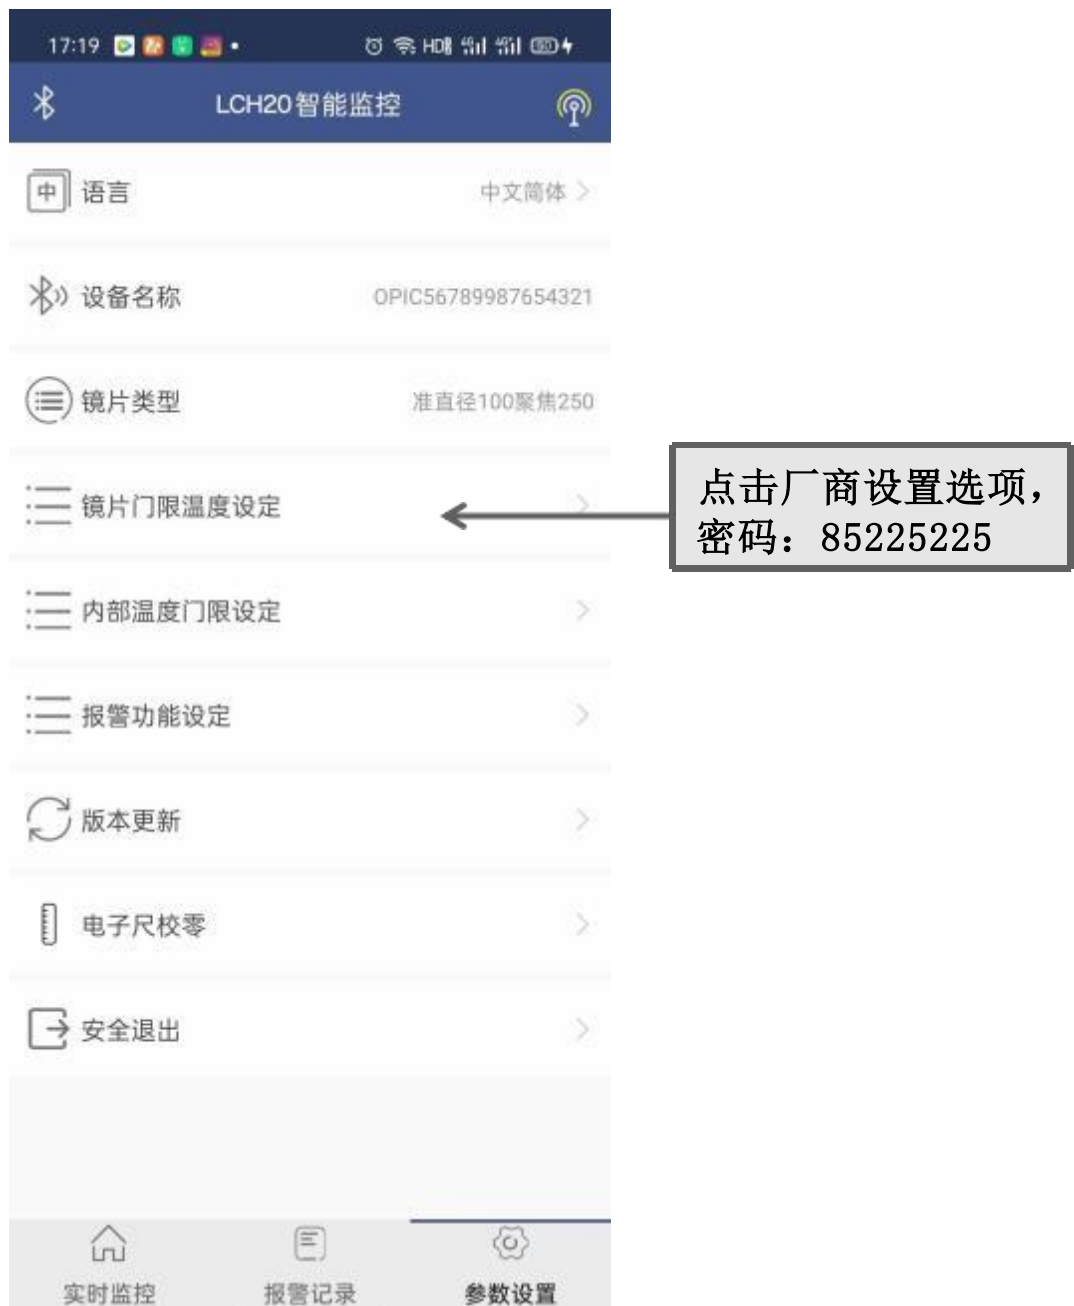 17:19
LCH20智能监控
中 语言 中文简体
设备名称 OPIC56789987654321
镜片类型 准直径100聚焦250
镜片门限温度设定
点击厂商设置选项，
密码：85225225
内部温度门限设定
报警功能设定
版本更新
电子尺校零
安全退出
实时监控 报警记录 参数设置